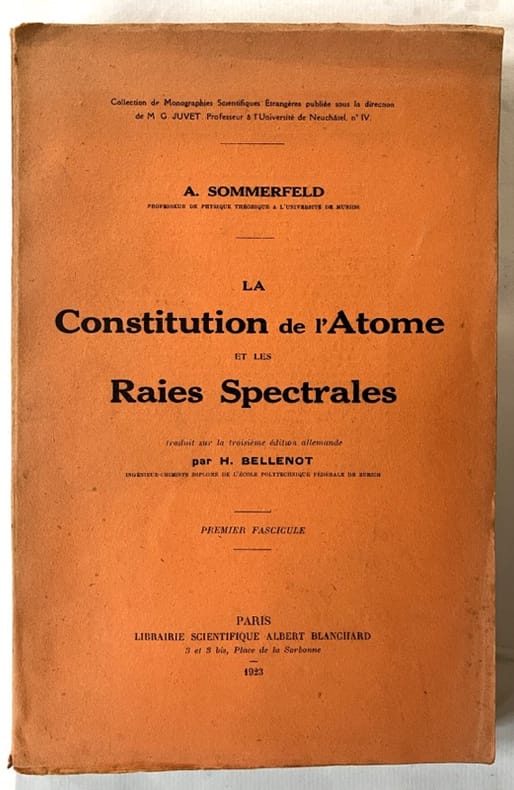 Collection de Monographies Scientifiques Étrangères publiée sous la direction
de M G. JUVET Professeur à l'Université de Neuchâtel, n° IV.
A. SOMMERFELD
PROFESSEUR DE PHYSIQUE THÉORIQUE A L'UNIVERSITÉ DE MUNICH
LA
Constitution de l'Atome
ET LES
Raies Spectrales
traduit sur la troisième édition allemande
par H. BELLENOT
INGÉNIEUR-CHIMISTE DIPLOMÉ DE L'ÉCOLE POLYTECHNIQUE FÉDÉRALE DE ZURICH
PREMIER FASCICULE
PARIS
LIBRAIRIE SCIENTIFIQUE ALBERT BLANCHARD
3 et 3 bis, Place de la Sorbonne
1923